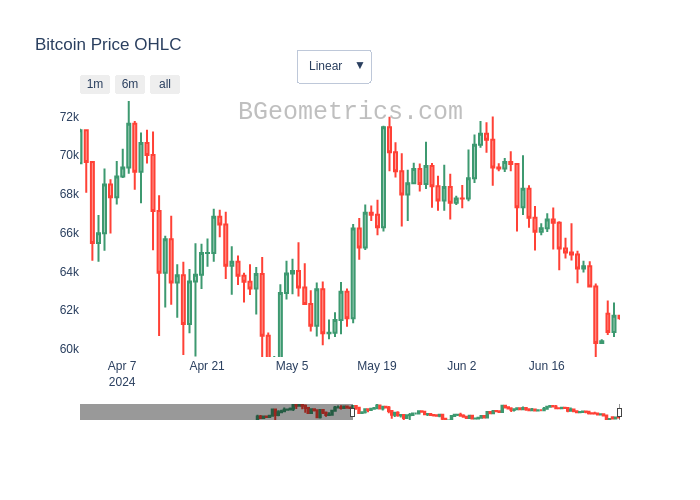 Bitcoin Price OHLC
Linear ▼
1m 6m all
BGeometrics.com
72k
70k
68k
66k
64k
62k
60k
Apr 7 Apr 21 May 5 May 19 Jun 2 Jun 16
2024